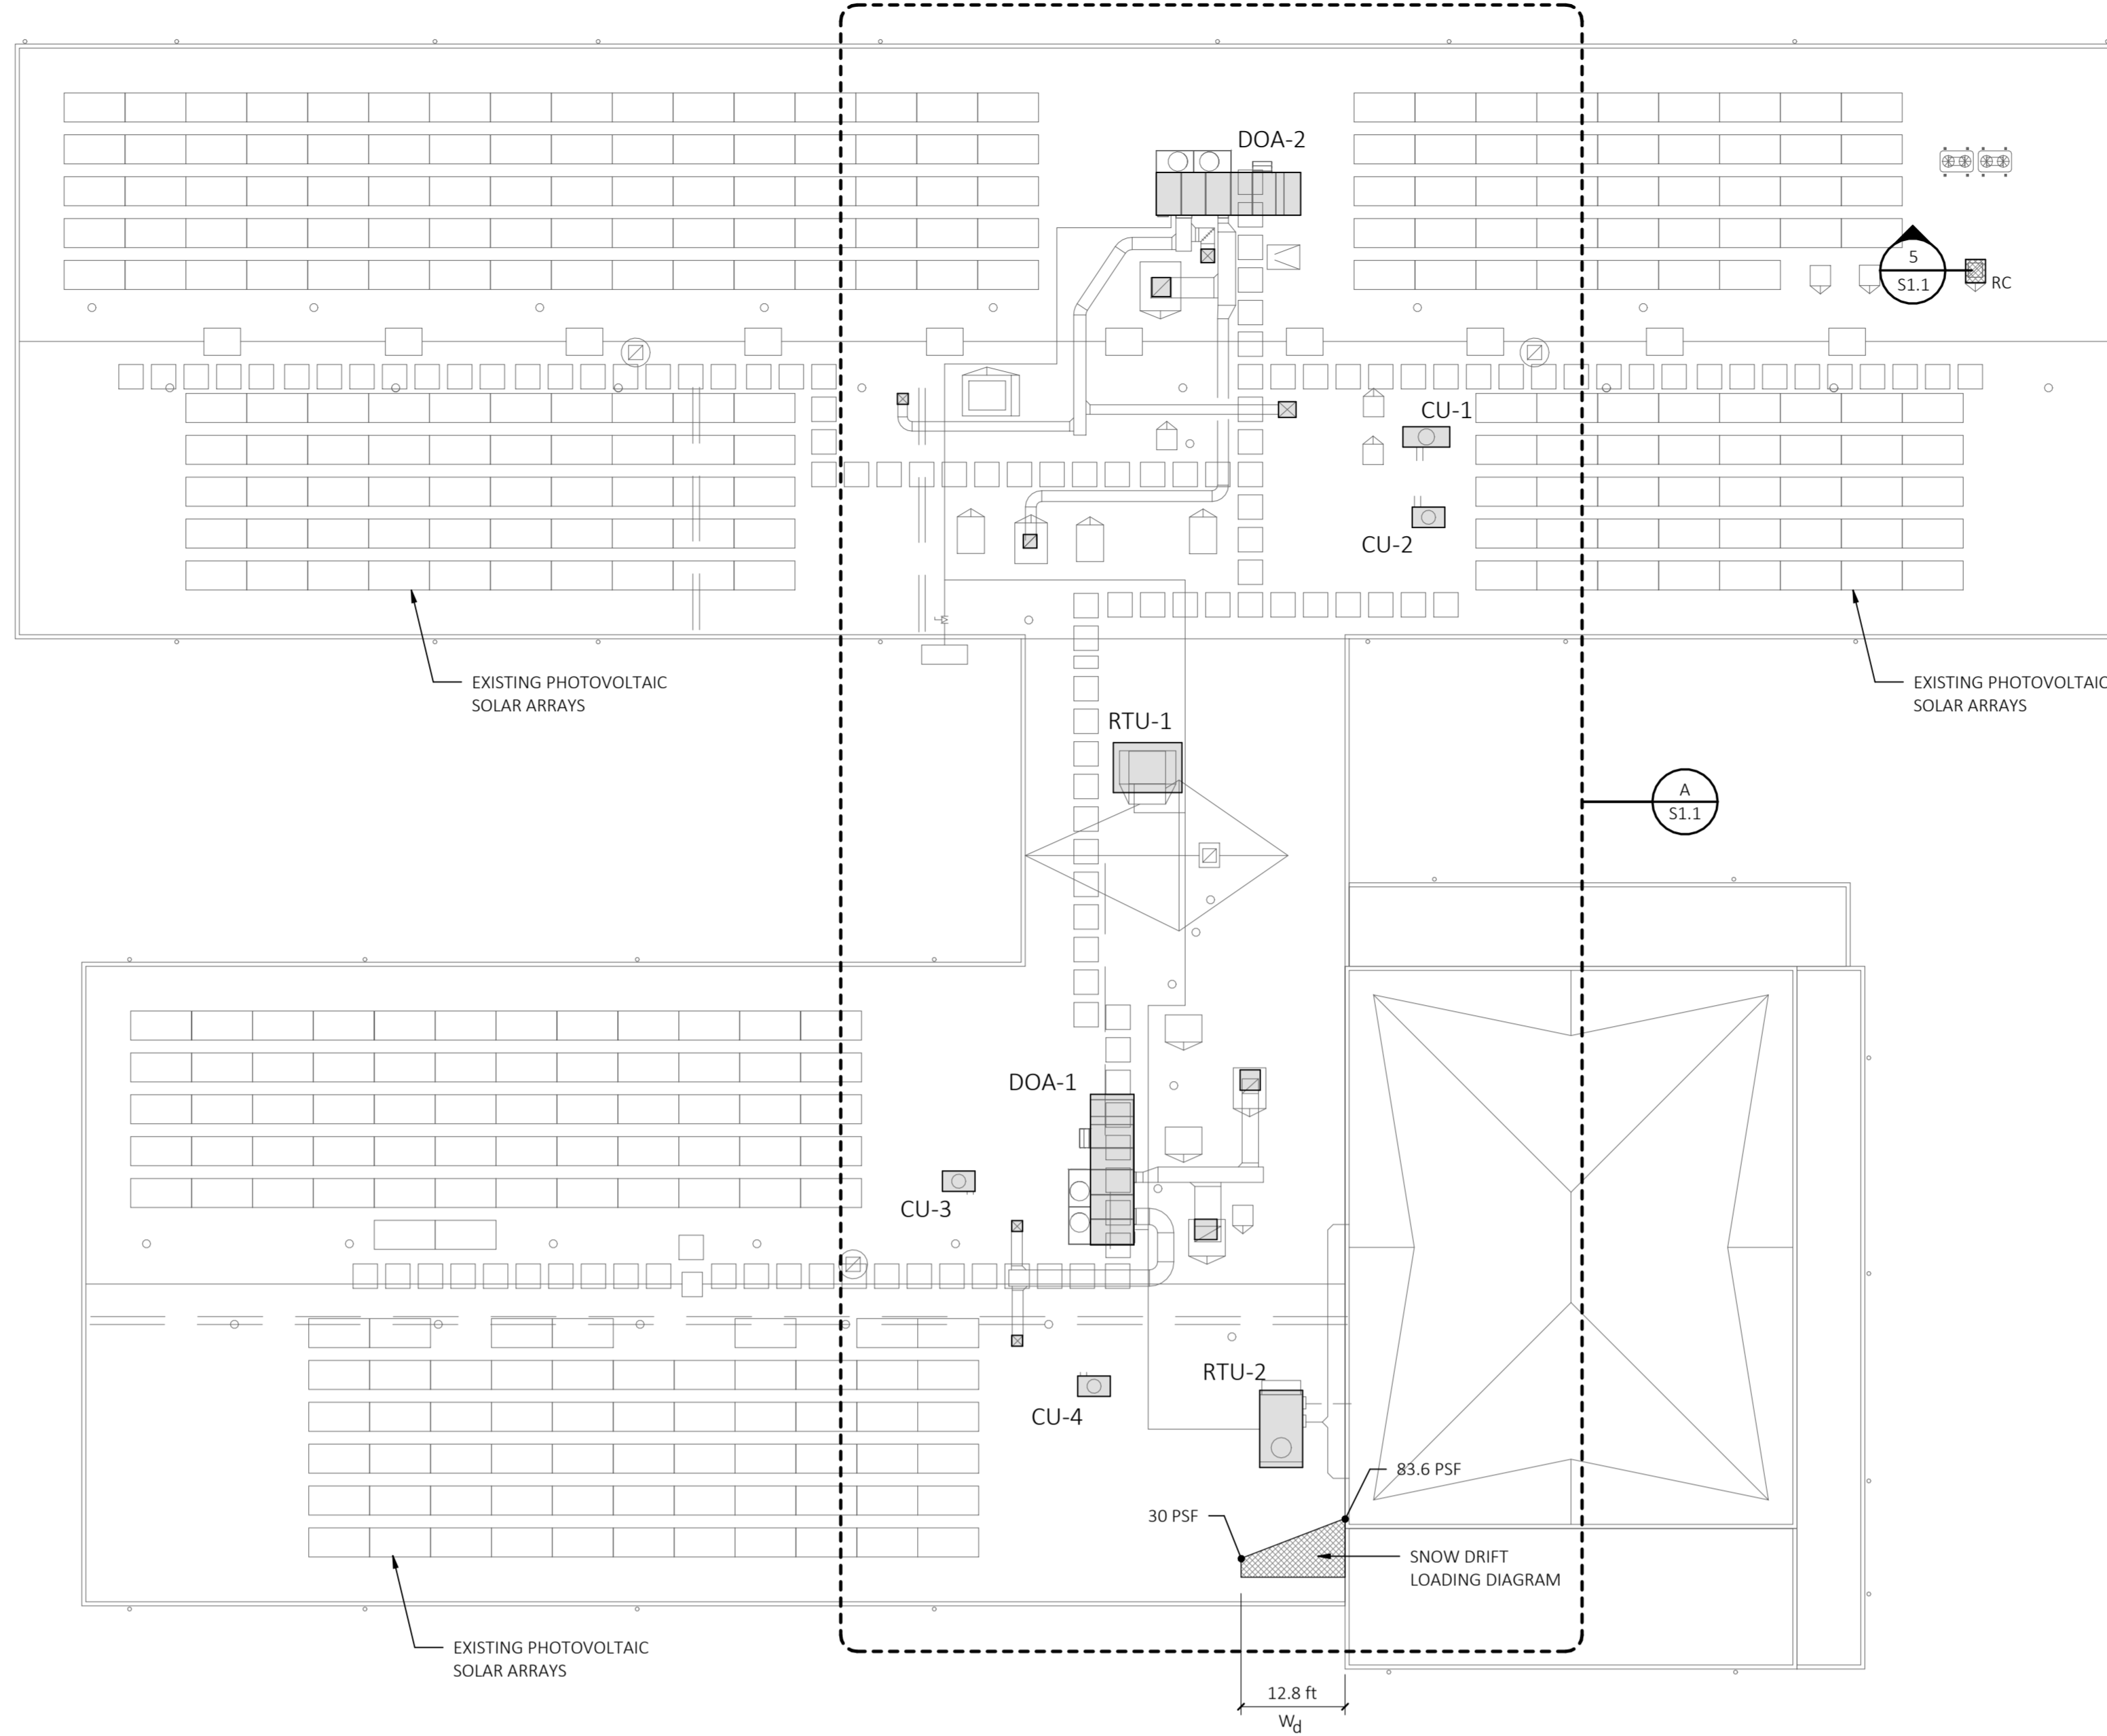 DOA-2
5
S1.1
RC
CU-1
CU-2
EXISTING PHOTOVOLTAIC
SOLAR ARRAYS
EXISTING PHOTOVOLTAIC
SOLAR ARRAYS
RTU-1
A
S1.1
DOA-1
CU-3
RTU-2
CU-4
83.6 PSF
30 PSF
SNOW DRIFT
LOADING DIAGRAM
EXISTING PHOTOVOLTAIC
SOLAR ARRAYS
12.8 ft
Wd